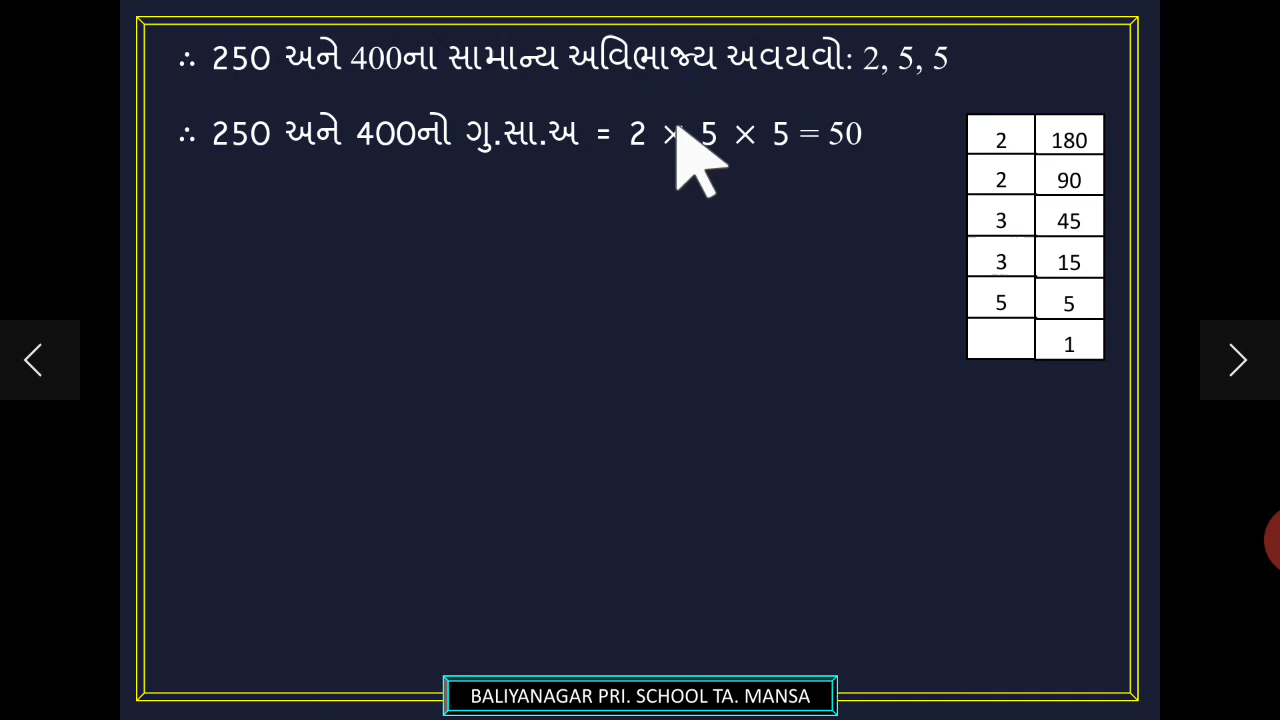 ∴ 250 અને 400ના સામાન્ય અવિભાજ્ય અવયવો: 2, 5, 5
∴ 250 અને 400નો ગુ.સા.અ = 2 × 5 × 5 = 50
2 180
2 90
3 45
3 15
5 5
1
BALIYANAGAR PRI. SCHOOL TA. MANSA